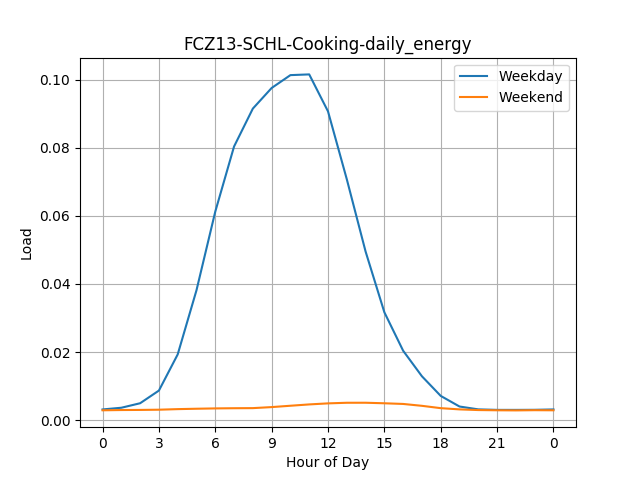 FCZ13-SCHL-Cooking-daily_energy
Weekday
Weekend
0.10
0.08
0.06
0.04
0.02
0.00
Load
0 3 6 9 12 15 18 21 0
Hour of Day